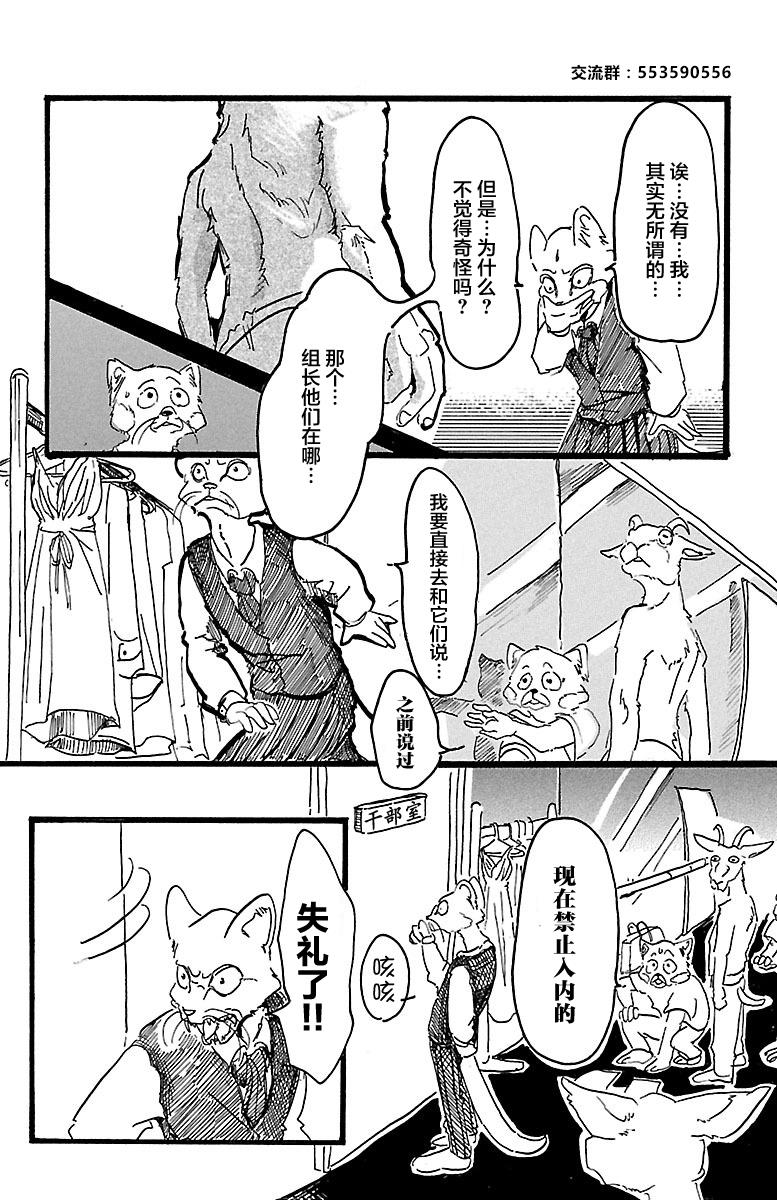 交流群：553590556
诶…没有…我…
其实无所谓的…
但是…为什么？
不觉得奇怪吗？
那个…
组长他们在哪…
我要直接去和它们说…
之前说过
现在禁止入内的
干部室
咳
咳
失礼了!!